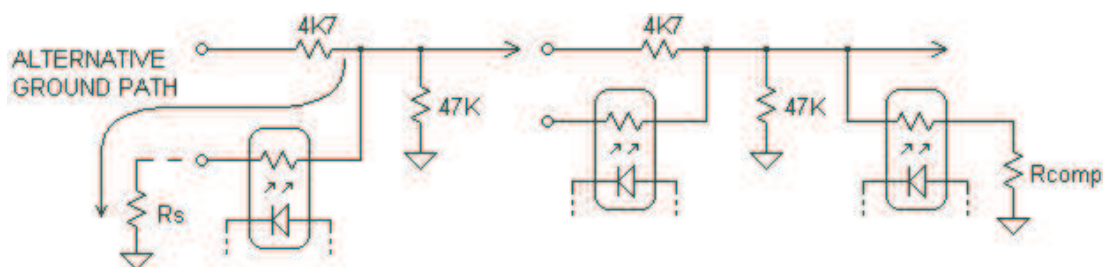 4K7
4K7
ALTERNATIVE
GROUND PATH
47K
47K
Rs
Rcomp